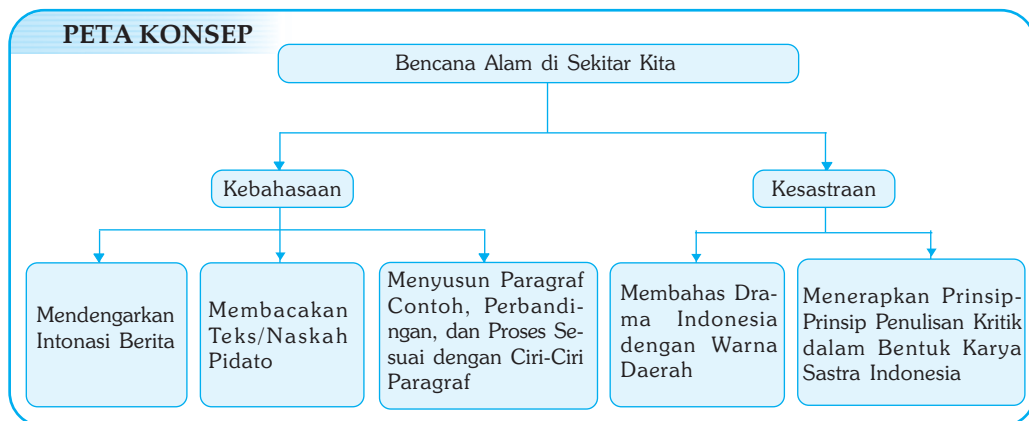 PETA KONSEP
Bencana Alam di Sekitar Kita
Kebahasaan
Kesastraan
Mendengarkan
Intonasi Berita
Membacakan
Teks/Naskah
Pidato
Menyusun Paragraf
Contoh, Perbandi-
ngan, dan Proses Se-
suai dengan Ciri-Ciri
Paragraf
Membahas Dra-
ma Indonesia
dengan Warna
Daerah
Menerapkan Prinsip-
Prinsip Penulisan Kritik
dalam Bentuk Karya
Sastra Indonesia